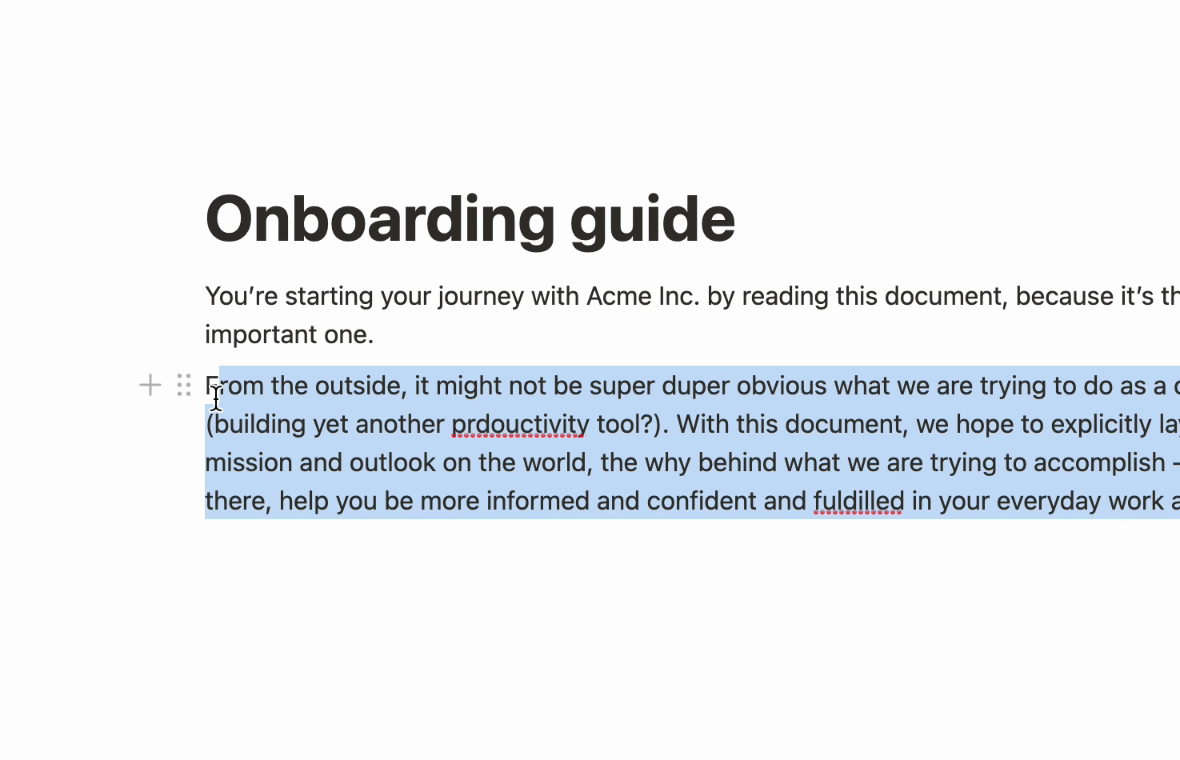 Onboarding guide
You’re starting your journey with Acme Inc. by reading this document, because it’s
important one.
From the outside, it might not be super duper obvious what we are trying to do as a
(building yet another prdouctivity tool?). With this document, we hope to explicitly
mission and outlook on the world, the why behind what we are trying to accomplish -
there, help you be more informed and confident and fuldilled in your everyday work